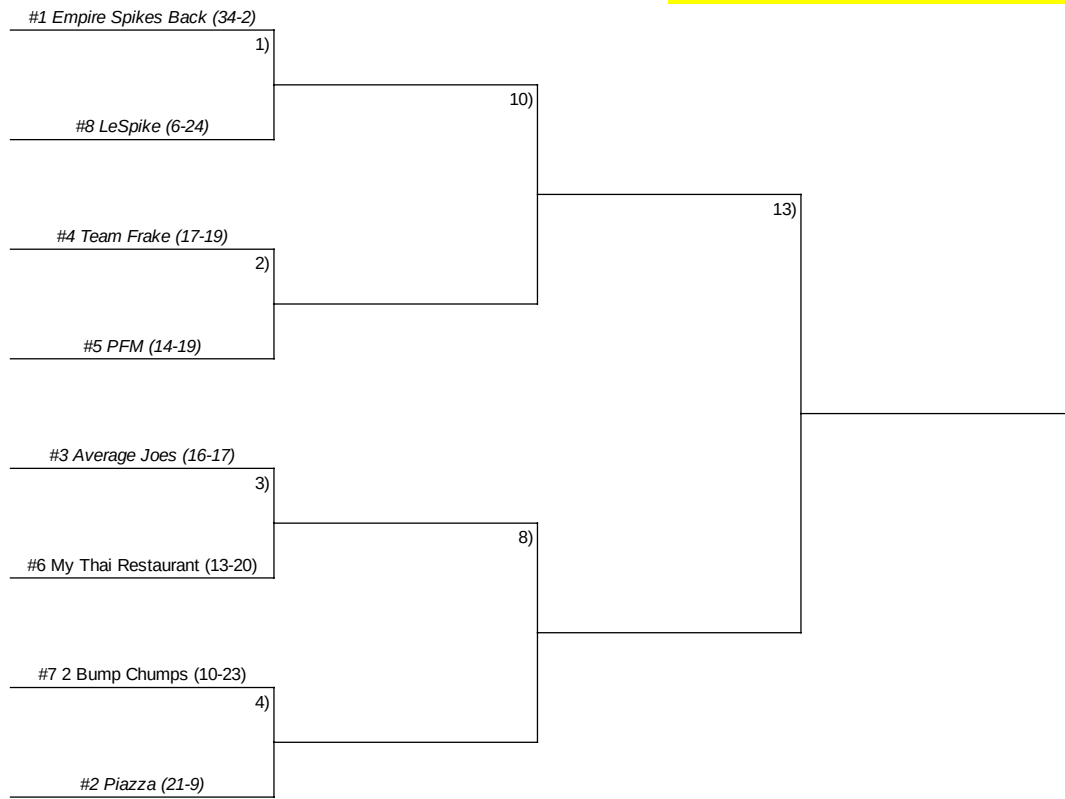 #1 Empire Spikes Back (34-2)
1)
10)
#8 LeSpike (6-24)
13)
#4 Team Frake (17-19)
2)
#5 PFM (14-19)
#3 Average Joes (16-17)
3)
8)
#6 My Thai Restaurant (13-20)
#7 2 Bump Chumps (10-23)
4)
#2 Piazza (21-9)